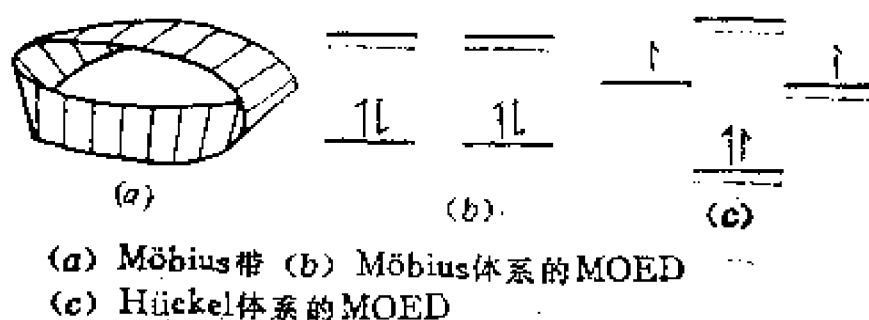 (a) (b) (c)
(a) Möbius带 (b) Möbius体系的MOED
(c) Hückel体系的MOED